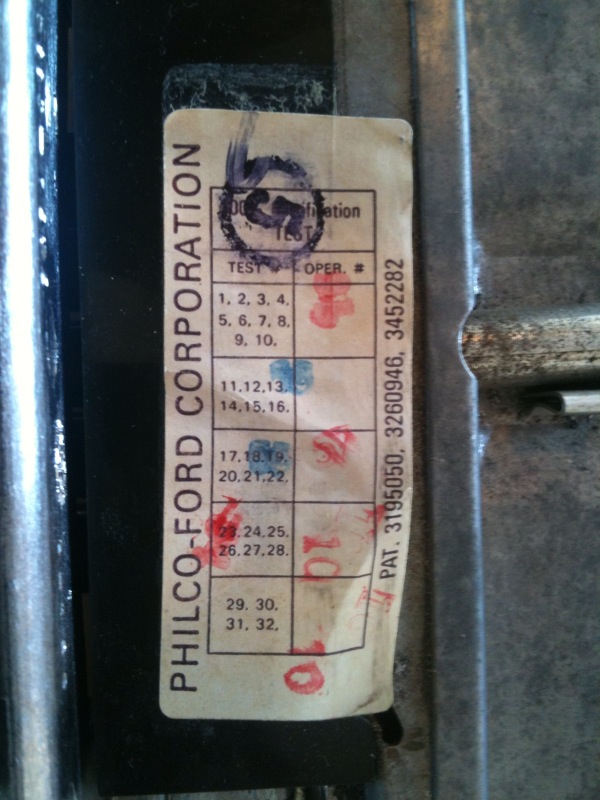 PHILCO-FORD CORPORATION
TEST
TEST # OPER. #
1, 2, 3, 4,
5, 6, 7, 8,
9, 10.
11,12,13,
14,15,16.
17,18,19,
20,21,22,
23,24,25,
26,27,28.
10
29, 30,
31, 32,
10
PAT. 3195050, 3260946, 3452282